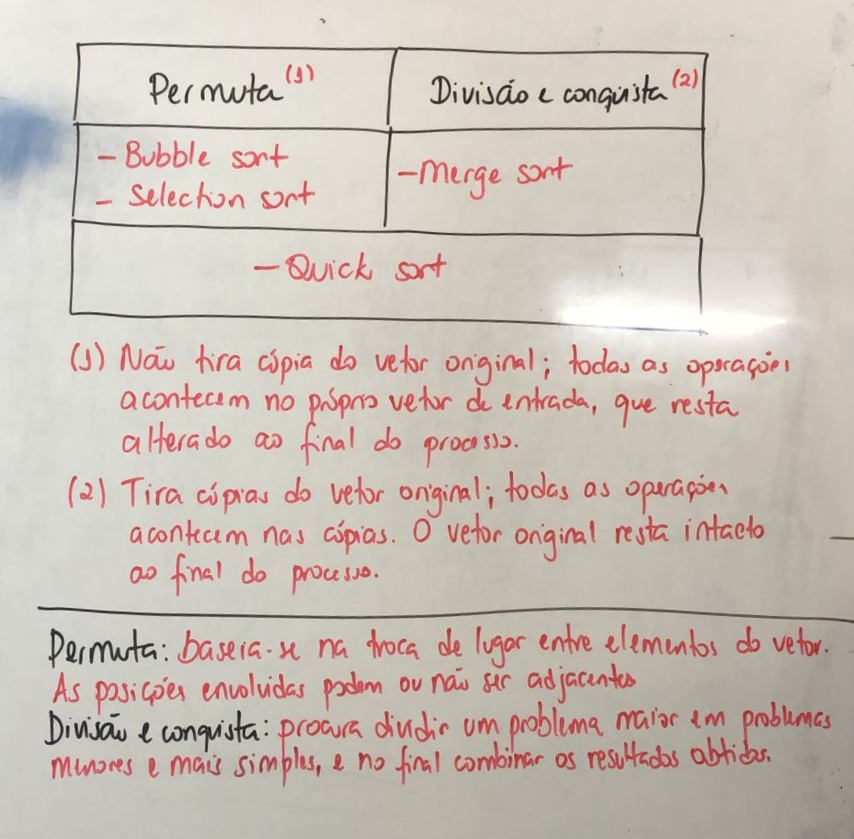 Permuta (1)
Divisão e conquista (2)
- Bubble sort
- Selection sort
- Merge sort
- Quick sort
(1) Não tira cópia do vetor original; todas as operações
acontecem no próprio vetor de entrada, que resta
alterado ao final do processo.
(2) Tira cópias do vetor original; todas as operações
acontecem nas cópias. O vetor original resta intacto
ao final do processo.
Permuta: baseia-se na troca de lugar entre elementos do vetor.
As posições envolvidas podem ou não ser adjacentes
Divisão e conquista: procura dividir um problema maior em problemas
menores e mais simples, e no final combinar os resultados obtidos.